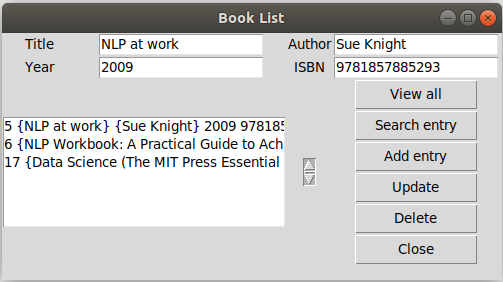 Book List
Title NLP at work Author Sue Knight
Year 2009 ISBN 9781857885293
View all
Search entry
Add entry
Update
Delete
Close
5 {NLP at work} {Sue Knight} 2009 978185
6 {NLP Workbook: A Practical Guide to Ach
17 {Data Science (The MIT Press Essential